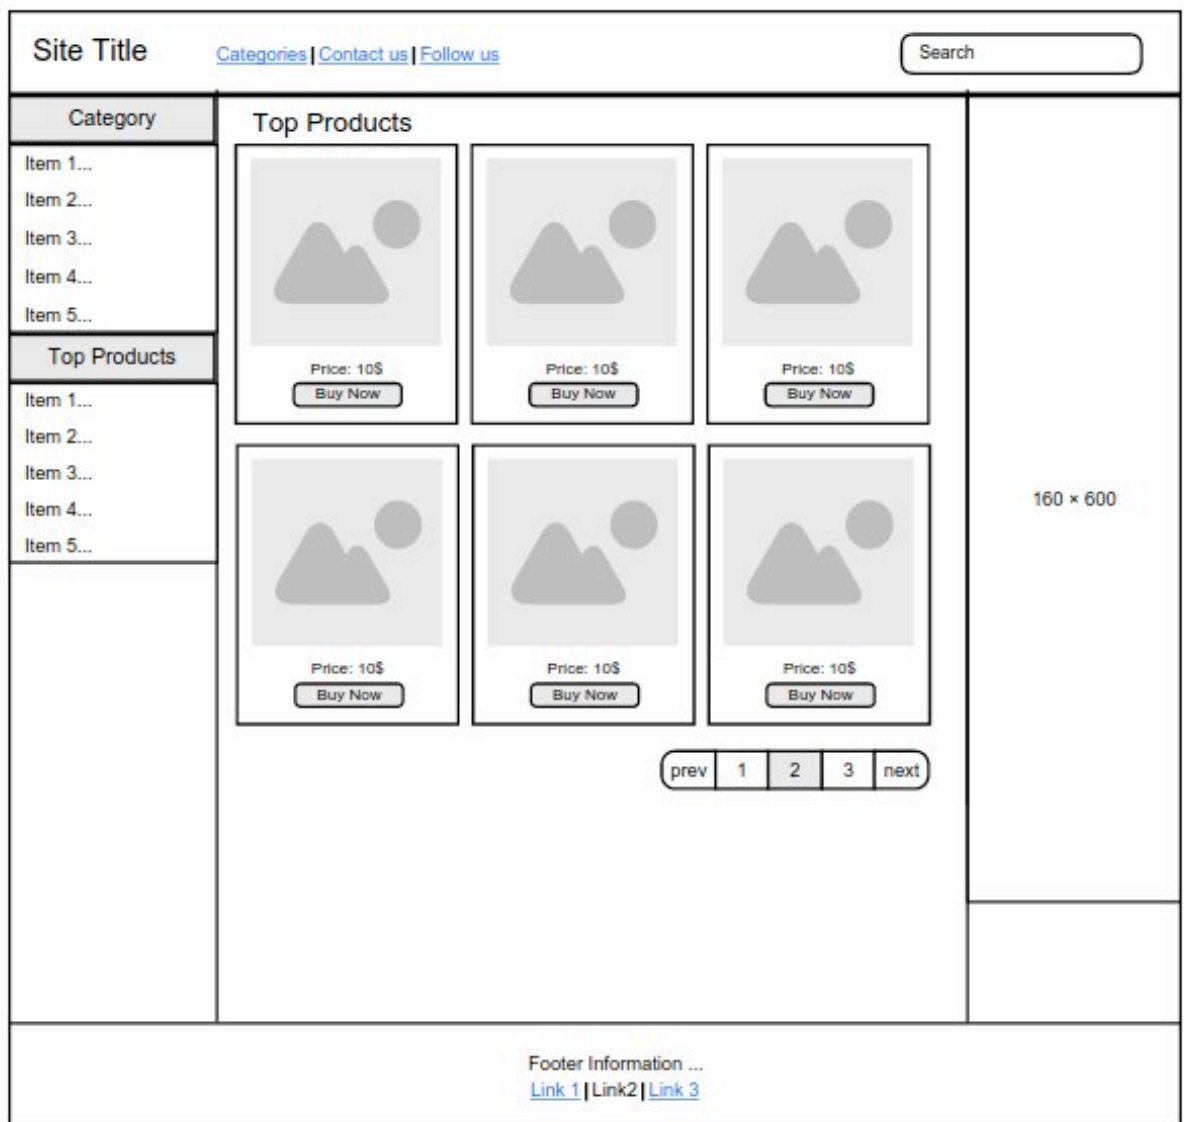 Site Title
Categories|Contact us|Follow us
Search
Category
Item 1...
Item 2...
Item 3...
Item 4...
Item 5...
Top Products
Item 1...
Item 2...
Item 3...
Item 4...
Item 5...
Top Products
Price: 10$ Price: 10$ Price: 10$
Buy Now Buy Now Buy Now
Price: 10$ Price: 10$ Price: 10$
Buy Now Buy Now Buy Now
prev 1 2 3 next
160 × 600
Footer Information ...
Link 1|Link2|Link 3